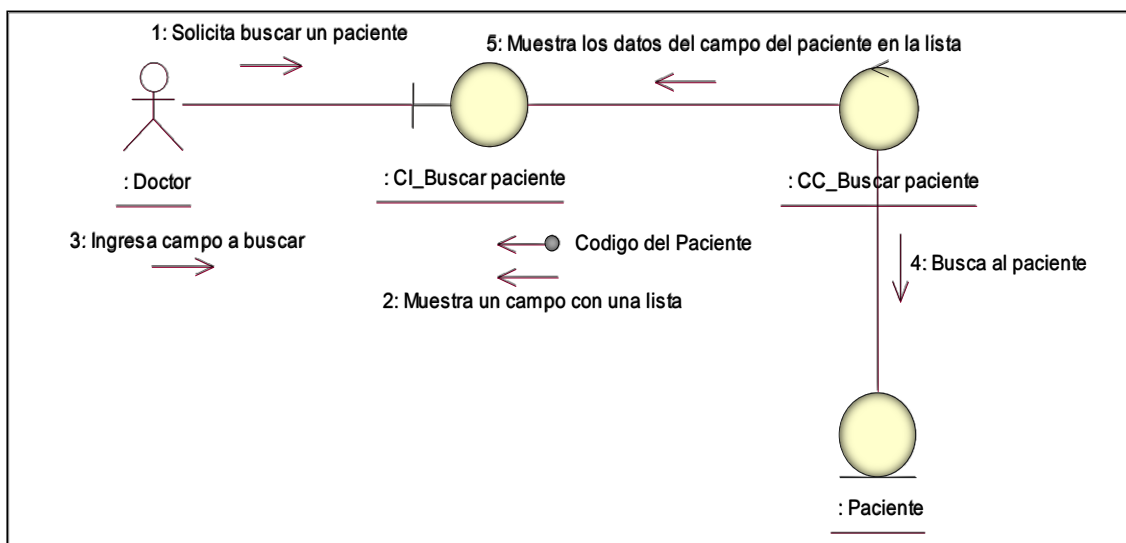 1: Solicita buscar un paciente
5: Muestra los datos del campo del paciente en la lista
: Doctor
: CI_Buscar paciente
: CC_Buscar paciente
3: Ingresa campo a buscar
Codigo del Paciente
4: Busca al paciente
2: Muestra un campo con una lista
: Paciente